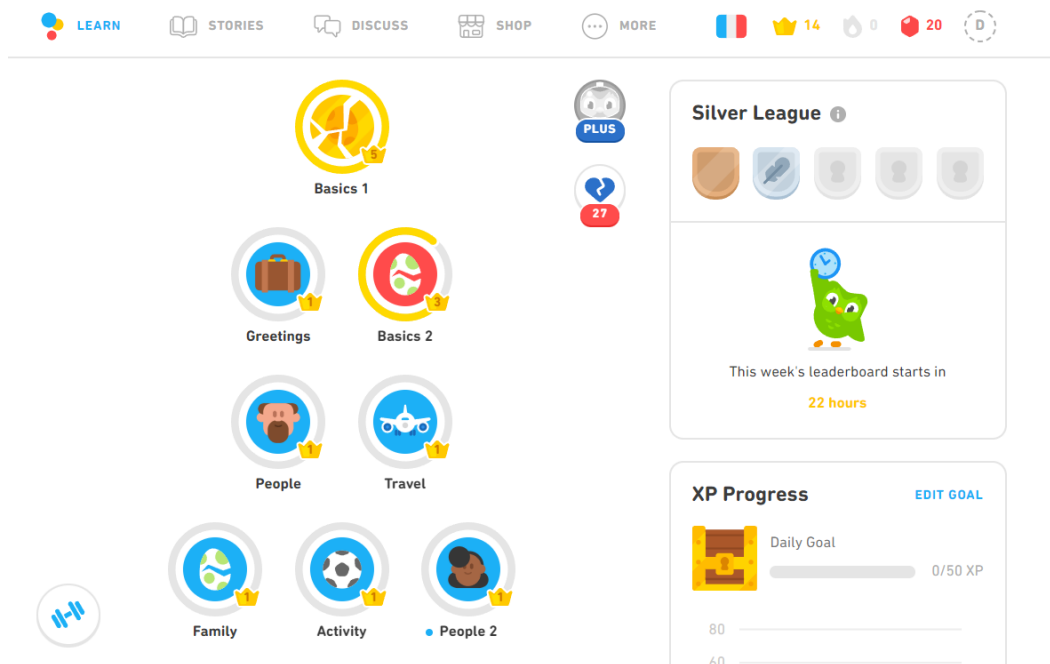 LEARN
STORIES
DISCUSS
SHOP
MORE
14
0
20
D
5
Basics 1
PLUS
27
1
Greetings
3
Basics 2
1
People
1
Travel
1
Family
1
Activity
1
People 2
Silver League
This week's leaderboard starts in
22 hours
XP Progress
EDIT GOAL
Daily Goal
0/50 XP
80
60